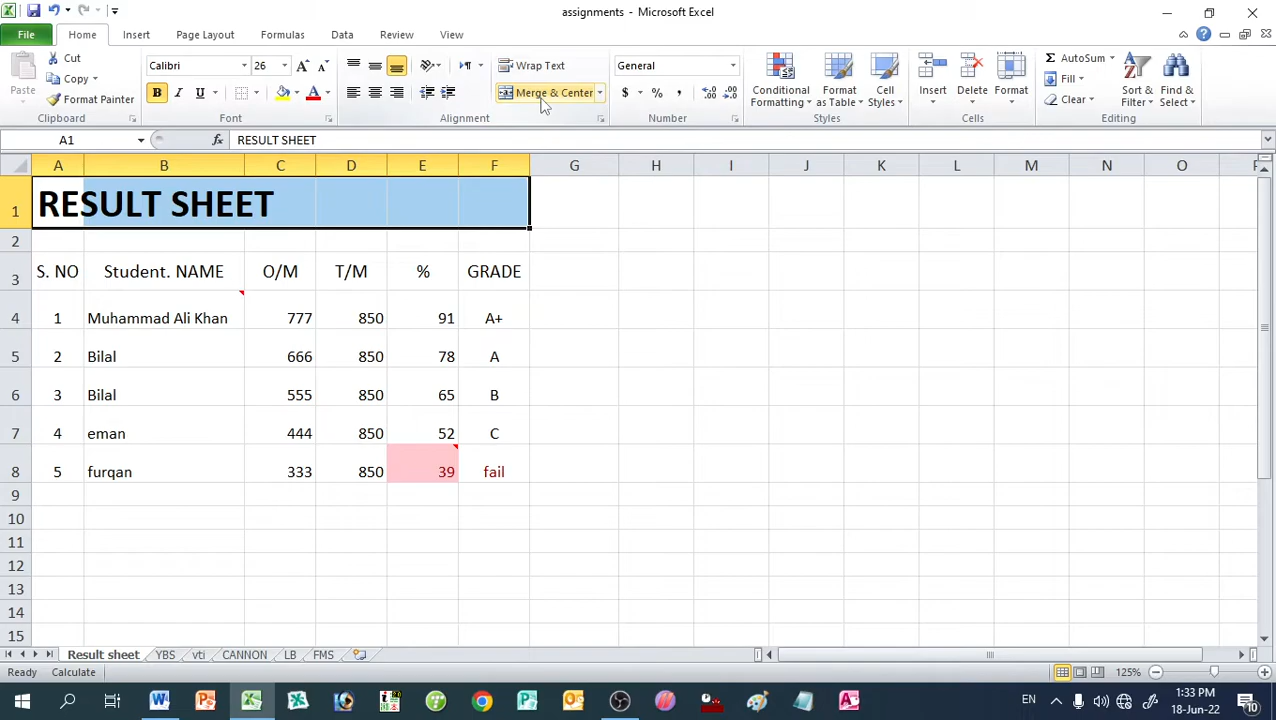 assignments - Microsoft Excel
File Home Insert Page Layout Formulas Data Review View
Paste Cut Copy Format Painter
Calibri 26 A A
B I U A
Wrap Text
Merge & Center
General
$ % ,
Conditional Formatting
Format as Table
Cell Styles
Insert Delete Format
Σ AutoSum
Fill
Clear
Sort & Filter
Find & Select
Clipboard Font Alignment Number Styles Cells Editing
A1 fx RESULT SHEET
A B C D E F G H I J K L M N O
1 RESULT SHEET
2
3 S. NO Student. NAME O/M T/M % GRADE
4 1 Muhammad Ali Khan 777 850 91 A+
5 2 Bilal 666 850 78 A
6 3 Bilal 555 850 65 B
7 4 eman 444 850 52 C
8 5 furqan 333 850 39 fail
9
10
11
12
13
14
15
Result sheet YBS vti CANNON LB FMS
Ready Calculate 125%
EN 1:33 PM
18-Jun-22 10